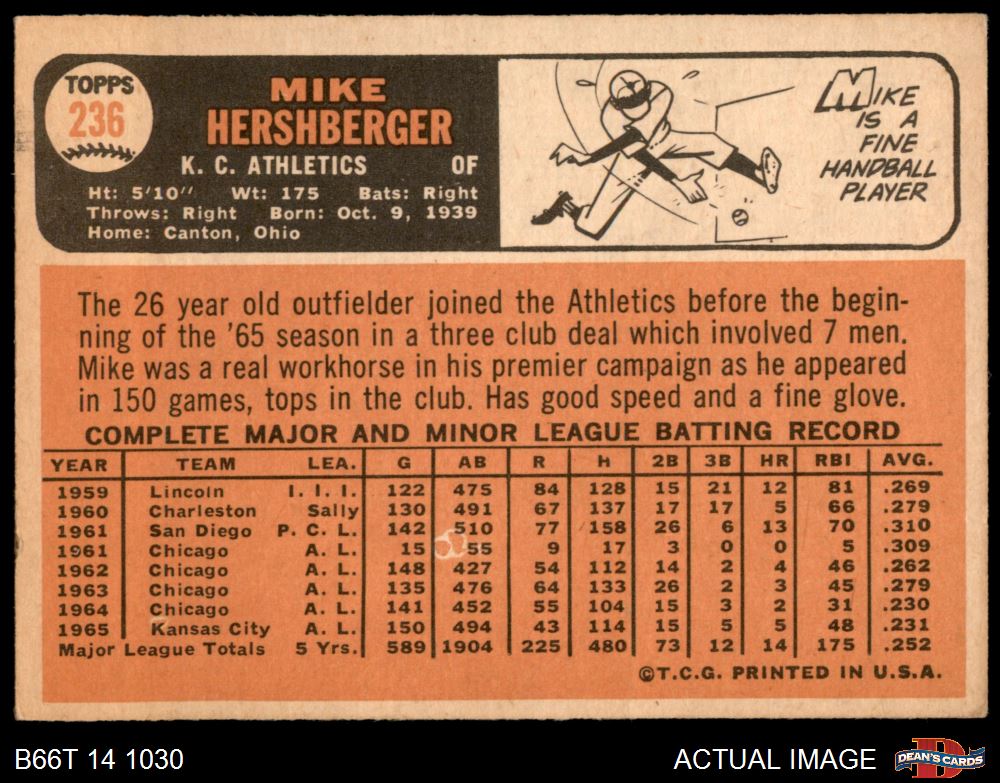 TOPPS
236
MIKE
HERSHBERGER
K. C. ATHLETICS OF
Ht: 5'10'' Wt: 175 Bats: Right
Throws: Right Born: Oct. 9, 1939
Home: Canton, Ohio
MIKE
IS A
FINE
HANDBALL
PLAYER
The 26 year old outfielder joined the Athletics before the begin-
ning of the '65 season in a three club deal which involved 7 men.
Mike was a real workhorse in his premier campaign as he appeared
in 150 games, tops in the club. Has good speed and a fine glove.
COMPLETE MAJOR AND MINOR LEAGUE BATTING RECORD
YEAR TEAM LEA. G AB R H 2B 3B HR RBI AVG.
1959 Lincoln I. I. I. 122 475 84 128 15 21 12 81 .269
1960 Charleston Sally 130 491 67 137 17 17 5 66 .279
1961 San Diego P. C. L. 142 510 77 158 26 6 13 70 .310
1961 Chicago A. L. 15 55 9 17 3 0 0 5 .309
1962 Chicago A. L. 148 427 54 112 14 2 4 46 .262
1963 Chicago A. L. 135 476 64 133 26 2 3 45 .279
1964 Chicago A. L. 141 452 55 104 15 3 2 31 .230
1965 Kansas City A. L. 150 494 43 114 15 5 5 48 .231
Major League Totals 5 Yrs. 589 1904 225 480 73 12 14 175 .252
©T.C.G. PRINTED IN U.S.A.
B66T 14 1030 ACTUAL IMAGE
DEAN'S CARDS